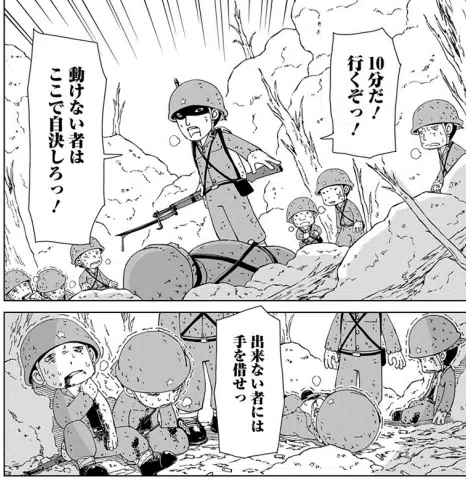 10分だ！
行くぞっ！
動けない者は
ここで自決しろっ！
出来ない者には
手を借せっ